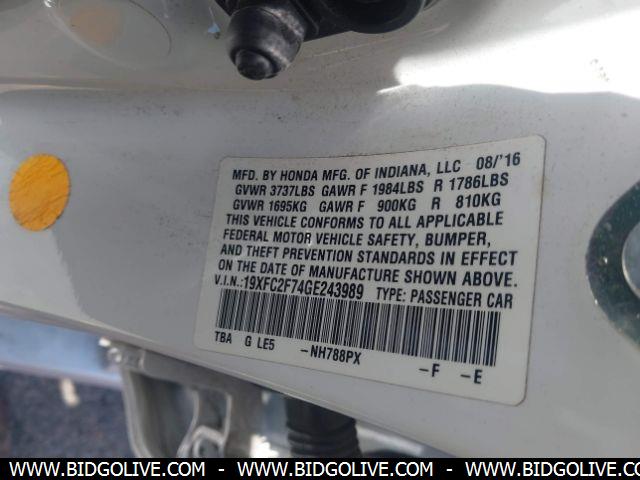 MFD. BY HONDA MFG. OF INDIANA, LLC 08/'16
GVWR 3737LBS GAWR F 1984LBS R 1786LBS
GVWR 1695KG GAWR F 900KG R 810KG
THIS VEHICLE CONFORMS TO ALL APPLICABLE
FEDERAL MOTOR VEHICLE SAFETY, BUMPER,
AND THEFT PREVENTION STANDARDS IN EFFECT
ON THE DATE OF MANUFACTURE SHOWN ABOVE.
V.I.N.: 19XFC2F74GE243989 TYPE: PASSENGER CAR
TBA G LE5 -NH788PX -F -E
WWW.BIDGOLIVE.COM - WWW.BIDGOLIVE.COM - WWW.BIDGOLIVE.COM